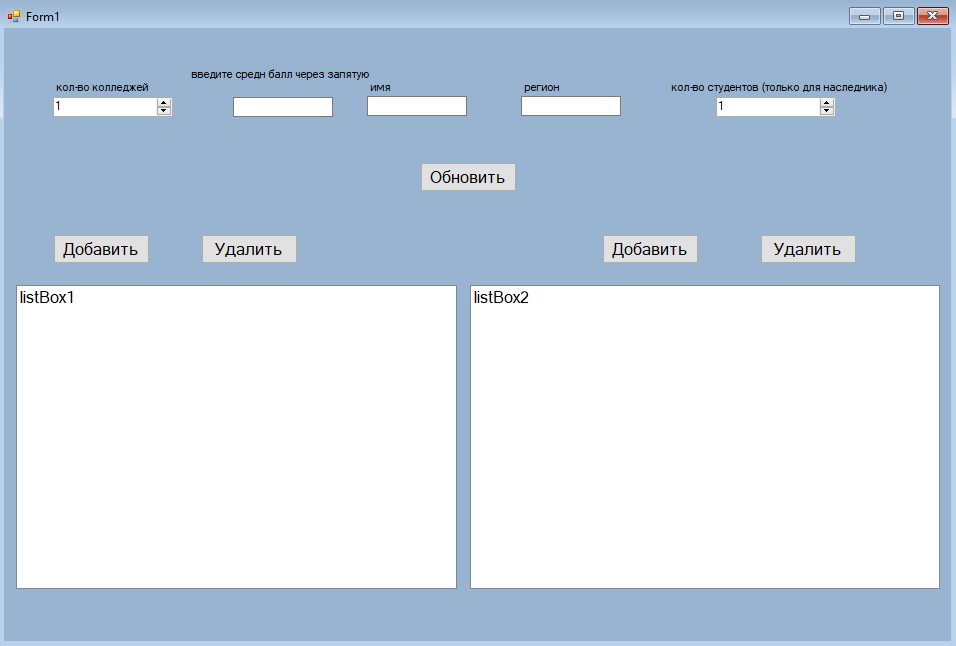 Form1
введите средн балл через запятую
кол-во колледжей
имя
регион
кол-во студентов (только для наследника)
1
1
Обновить
Добавить
Удалить
Добавить
Удалить
listBox1
listBox2